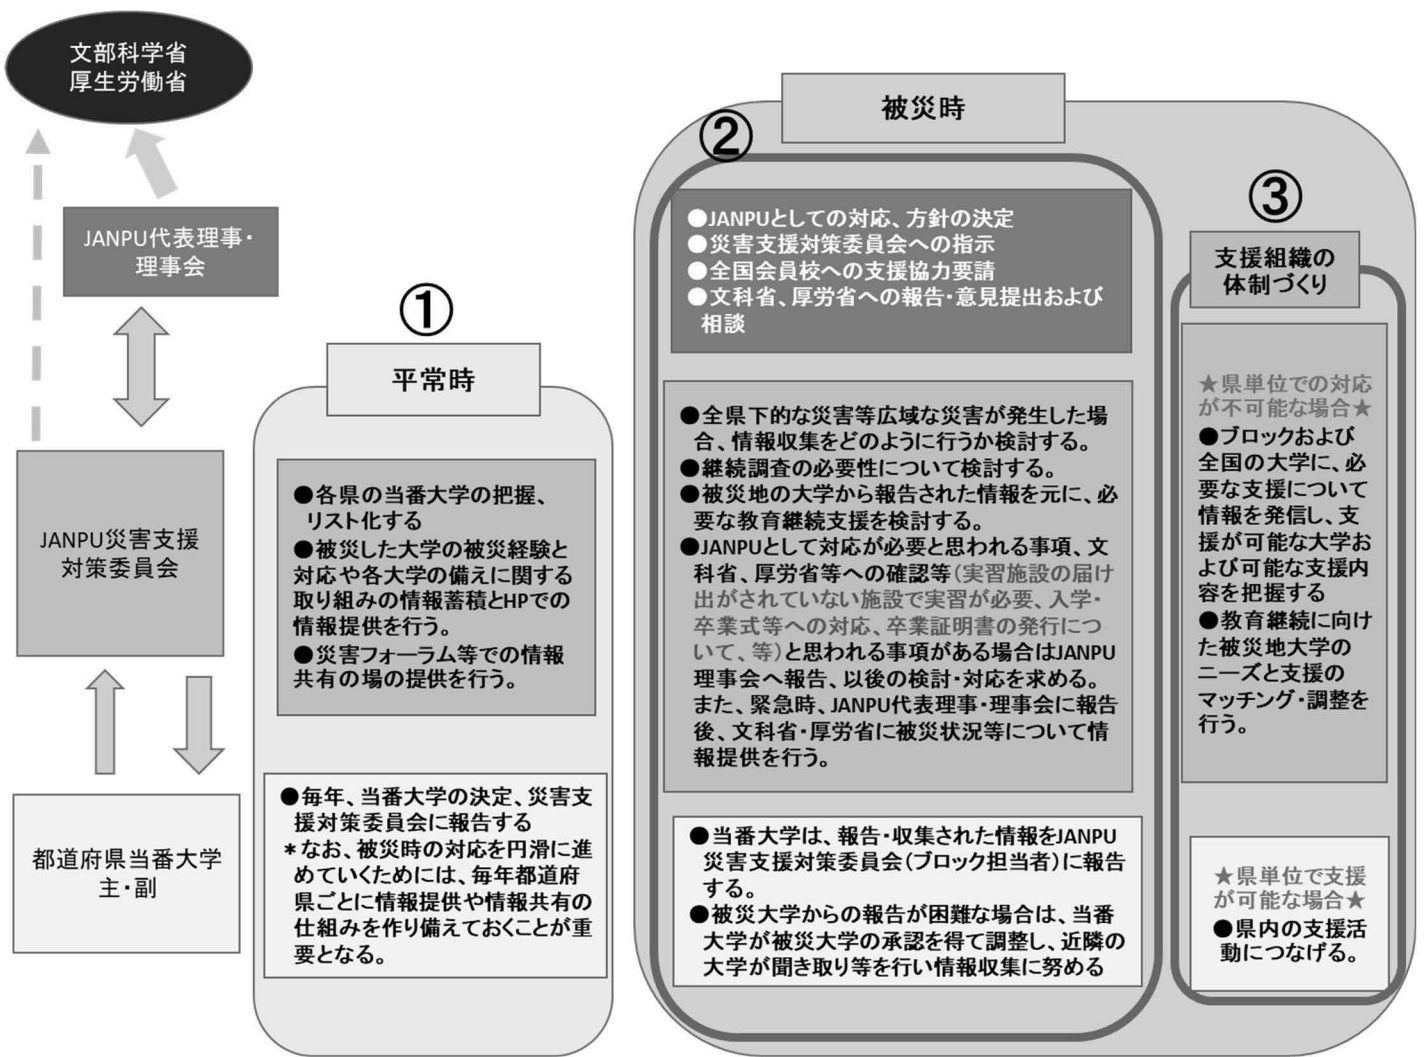 文部科学省
厚生労働省
JANPU代表理事・
理事会
JANPU災害支援
対策委員会
都道府県当番大学
主・副
①
平常時
●各県の当番大学の把握、
リスト化する
●被災した大学の被災経験と
対応や各大学の備えに関する
取り組みの情報蓄積とHPでの
情報提供を行う。
●災害フォーラム等での情報
共有の場の提供を行う。
●毎年、当番大学の決定、災害支
援対策委員会に報告する
＊なお、被災時の対応を円滑に進
めていくためには、毎年都道府
県ごとに情報提供や情報共有の
仕組みを作り備えておくことが重
要となる。
被災時
②
●JANPUとしての対応、方針の決定
●災害支援対策委員会への指示
●全国会員校への支援協力要請
●文科省、厚労省への報告・意見提出および
相談
●全県下的な災害等広域な災害が発生した場
合、情報収集をどのように行うか検討する。
●継続調査の必要性について検討する。
●被災地の大学から報告された情報を元に、必
要な教育継続支援を検討する。
●JANPUとして対応が必要と思われる事項、文
科省、厚労省等への確認等（実習施設の届け
出がされていない施設で実習が必要、入学・
卒業式等への対応、卒業証明書の発行につ
いて、等）と思われる事項がある場合はJANPU
理事会へ報告、以後の検討・対応を求める。
また、緊急時、JANPU代表理事・理事会に報告
後、文科省・厚労省に被災状況等について情
報提供を行う。
●当番大学は、報告・収集された情報をJANPU
災害支援対策委員会（ブロック担当者）に報告
する。
●被災大学からの報告が困難な場合は、当番
大学が被災大学の承認を得て調整し、近隣の
大学が聞き取り等を行い情報収集に努める
③
支援組織の
体制づくり
★県単位での対応
が不可能な場合★
●ブロックおよび
全国の大学に、必
要な支援について
情報を発信し、支
援が可能な大学お
よび可能な支援内
容を把握する
●教育継続に向け
た被災地大学の
ニーズと支援の
マッチング・調整を
行う。
★県単位で支援
が可能な場合★
●県内の支援活
動につなげる。